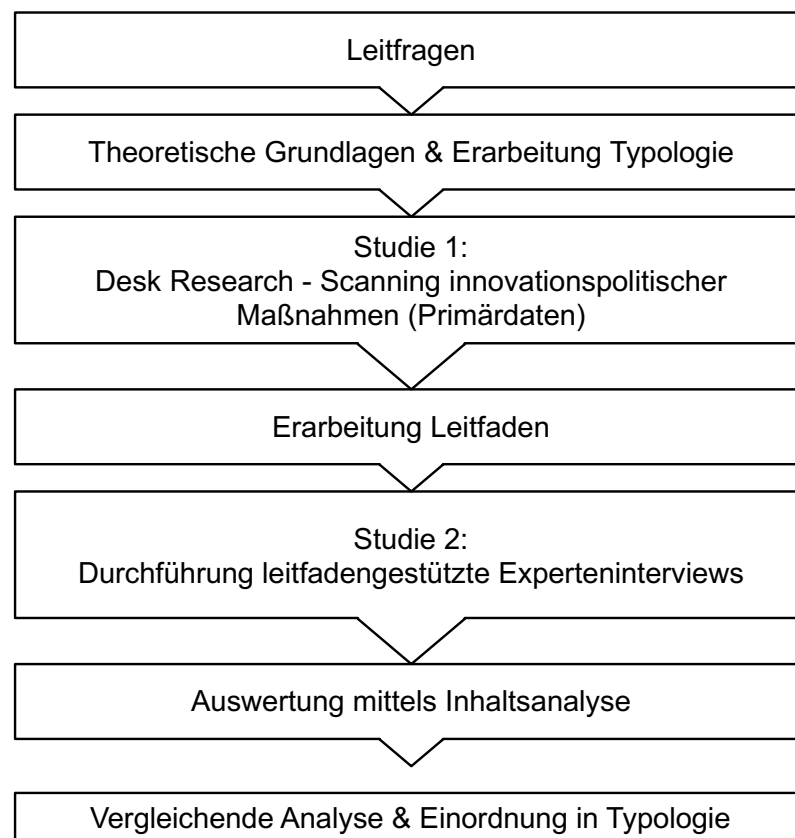 Leitfragen
Theoretische Grundlagen & Erarbeitung Typologie
Studie 1:
Desk Research - Scanning innovationspolitischer
Maßnahmen (Primärdaten)
Erarbeitung Leitfaden
Studie 2:
Durchführung leitfadengestützte Experteninterviews
Auswertung mittels Inhaltsanalyse
Vergleichende Analyse & Einordnung in Typologie